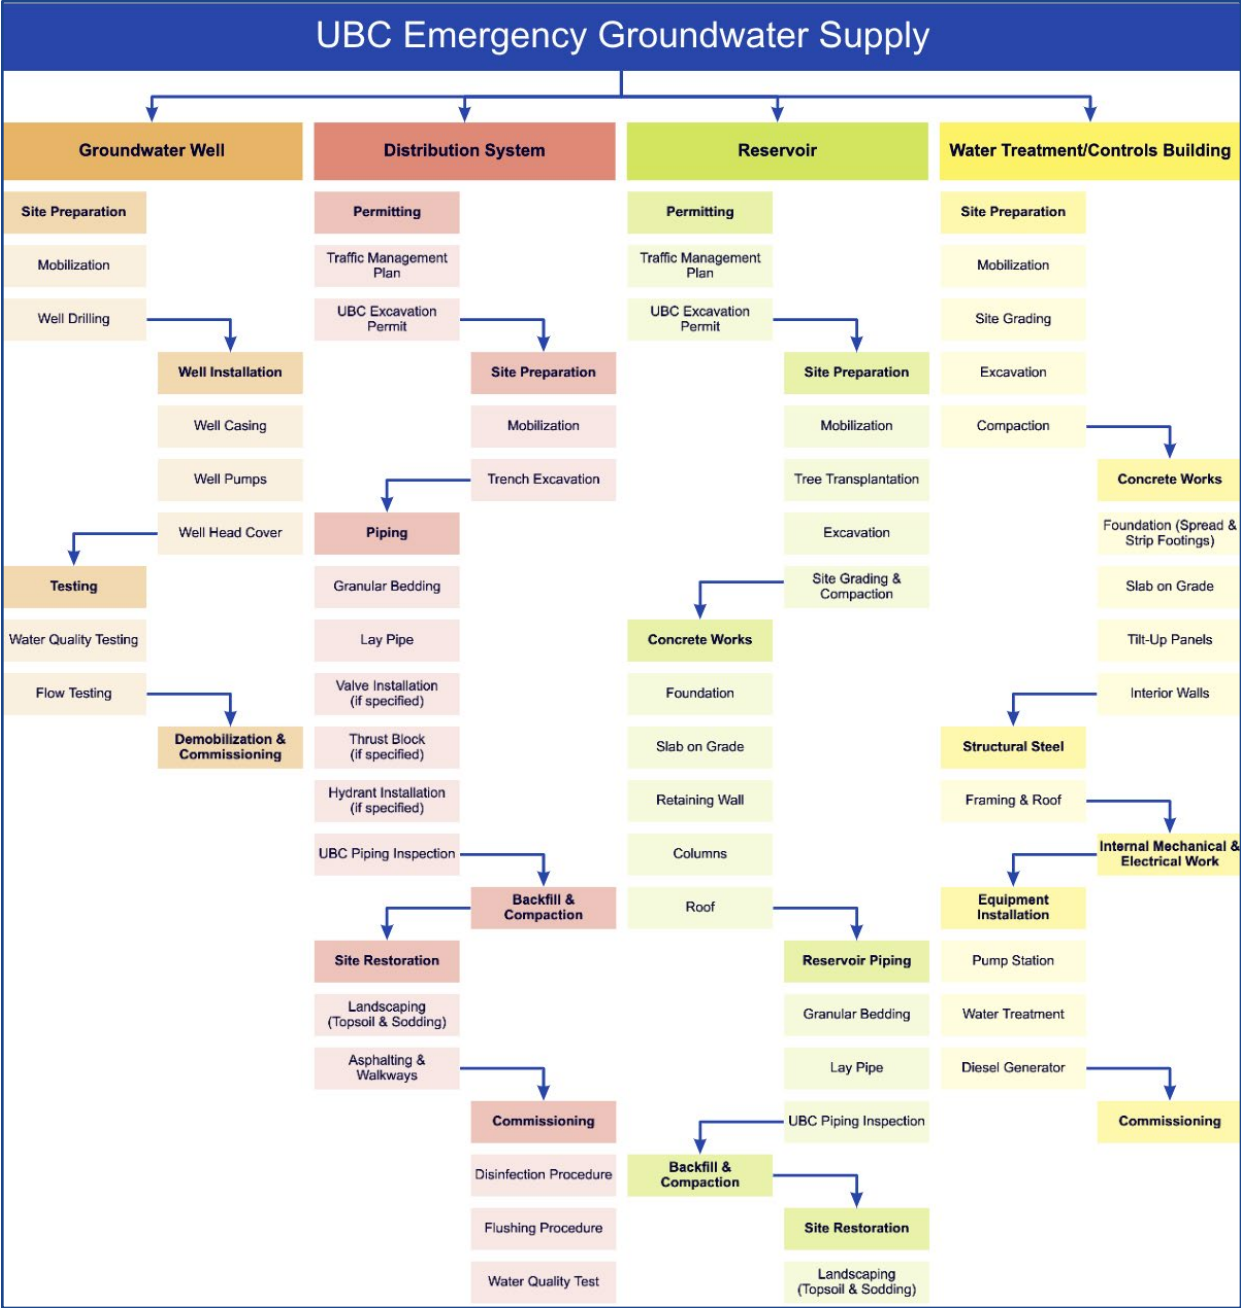 UBC Emergency Groundwater Supply
Groundwater Well
Site Preparation
Mobilization
Well Drilling
Well Installation
Well Casing
Well Pumps
Well Head Cover
Testing
Water Quality Testing
Flow Testing
Demobilization &
Commissioning
Distribution System
Permitting
Traffic Management
Plan
UBC Excavation
Permit
Site Preparation
Mobilization
Trench Excavation
Piping
Granular Bedding
Lay Pipe
Valve Installation
(if specified)
Thrust Block
(if specified)
Hydrant Installation
(if specified)
UBC Piping Inspection
Backfill &
Compaction
Site Restoration
Landscaping
(Topsoil & Sodding)
Asphalting &
Walkways
Commissioning
Disinfection Procedure
Flushing Procedure
Water Quality Test
Reservoir
Permitting
Traffic Management
Plan
UBC Excavation
Permit
Site Preparation
Mobilization
Tree Transplantation
Excavation
Site Grading &
Compaction
Concrete Works
Foundation
Slab on Grade
Retaining Wall
Columns
Roof
Reservoir Piping
Granular Bedding
Lay Pipe
UBC Piping Inspection
Backfill &
Compaction
Site Restoration
Landscaping
(Topsoil & Sodding)
Water Treatment/Controls Building
Site Preparation
Mobilization
Site Grading
Excavation
Compaction
Concrete Works
Foundation (Spread &
Strip Footings)
Slab on Grade
Tilt-Up Panels
Interior Walls
Structural Steel
Framing & Roof
Internal Mechanical &
Electrical Work
Equipment
Installation
Pump Station
Water Treatment
Diesel Generator
Commissioning